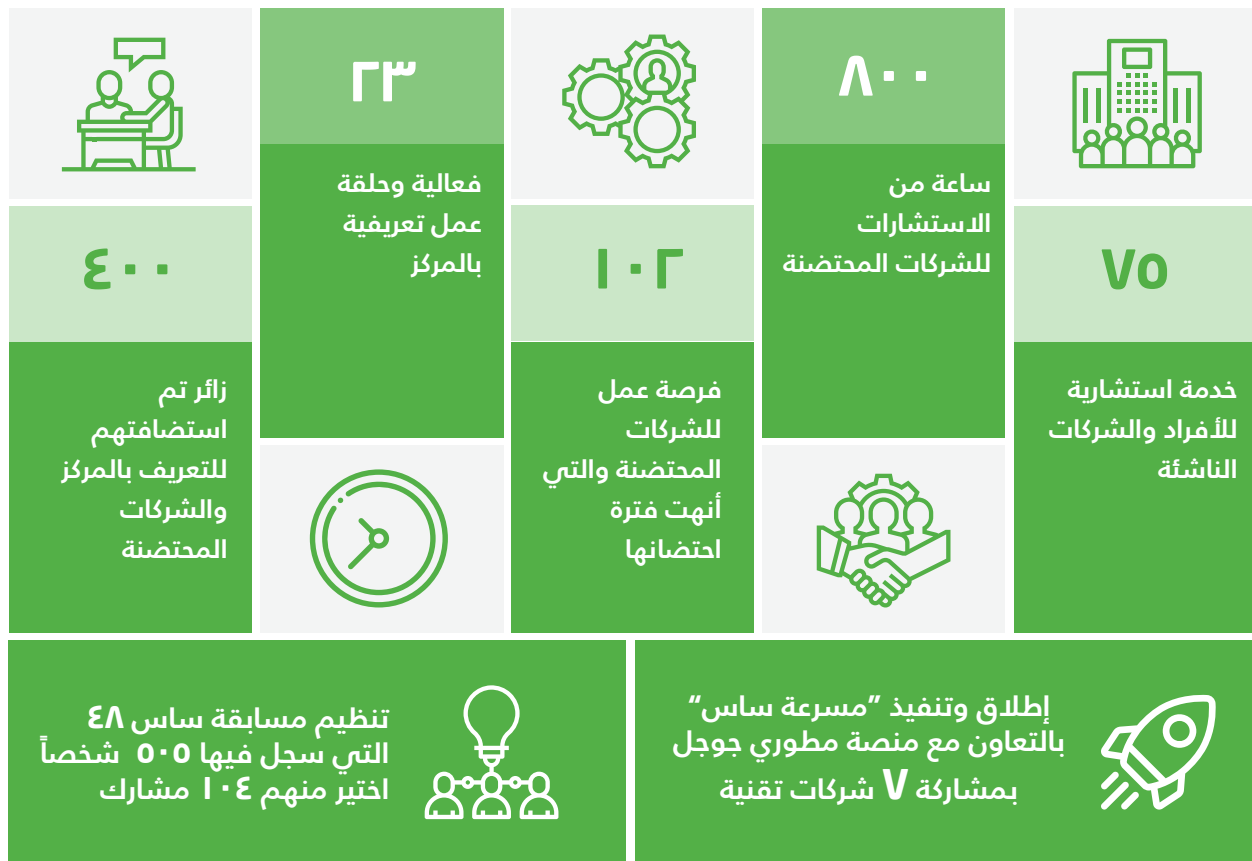 ٧٥
خدمة استشارية
للأفراد والشركات
الناشئة
٨٠٠
ساعة من
الاستشارات
للشركات المحتضنة
١٠٢
فرصة عمل
للشركات
المحتضنة والتي
أنهت فترة
احتضانها
٢٣
فعالية وحلقة
عمل تعريفية
بالمركز
٤٠٠
زائر تم
استضافتهم
للتعريف بالمركز
والشركات
المحتضنة
إطلاق وتنفيذ "مسرعة ساس"
بالتعاون مع منصة مطوري جوجل
بمشاركة ٧ شركات تقنية
تنظيم مسابقة ساس ٤٨
التي سجل فيها ٥٠٥ شخصاً
اختير منهم ١٠٤ مشارك